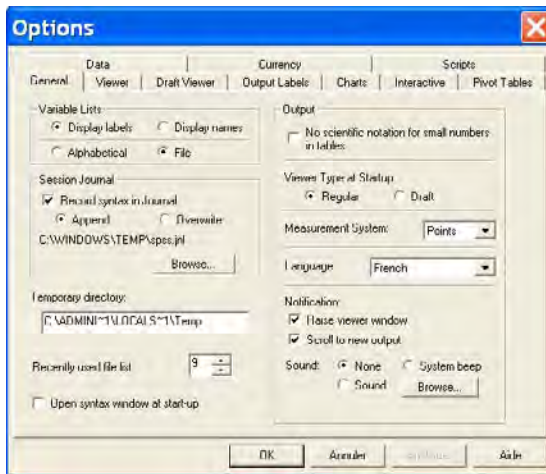 Options
Data Currency Scripts
General Viewer Draft Viewer Output Labels Charts Interactive Pivot Tables
Variable Lists
Display labels Display names
Alphabetical File
Session Journal
Record syntax in Journal
Append Overwrite
C:\WINDOWS\TEMP\spss.jnl
Browse...
Temporary directory:
C:\ADMINI~1\LOCALS~1\Temp
Recently used file list 9
Open syntax window at start-up
Output
No scientific notation for small numbers
in tables
Viewer Type at Startup
Regular Draft
Measurement System: Points
Language French
Notification:
Raise viewer window
Scroll to new output
Sound: None System beep
Sound Browse...
OK Annuler Aide